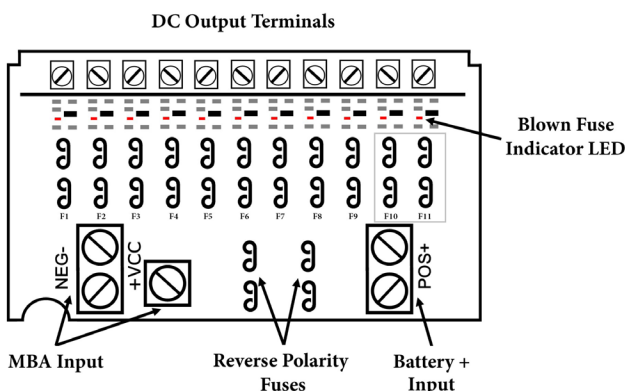 DC Output Terminals
Blown Fuse
Indicator LED
F1 F2 F3 F4 F5 F6 F7 F8 F9 F10 F11
NEG-
+VCC
POS+
MBA Input
Reverse Polarity
Fuses
Battery +
Input